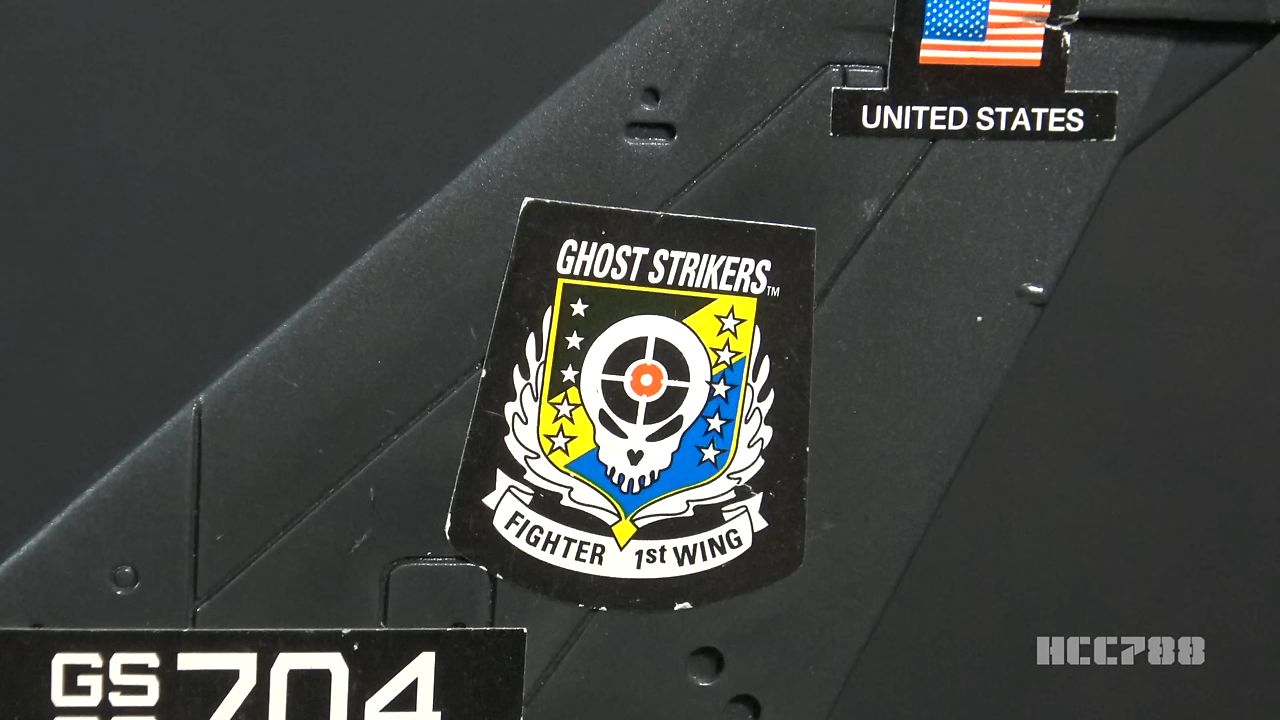 UNITED STATES
GHOST STRIKERS TM
FIGHTER 1st WING
HCC788
GS 704